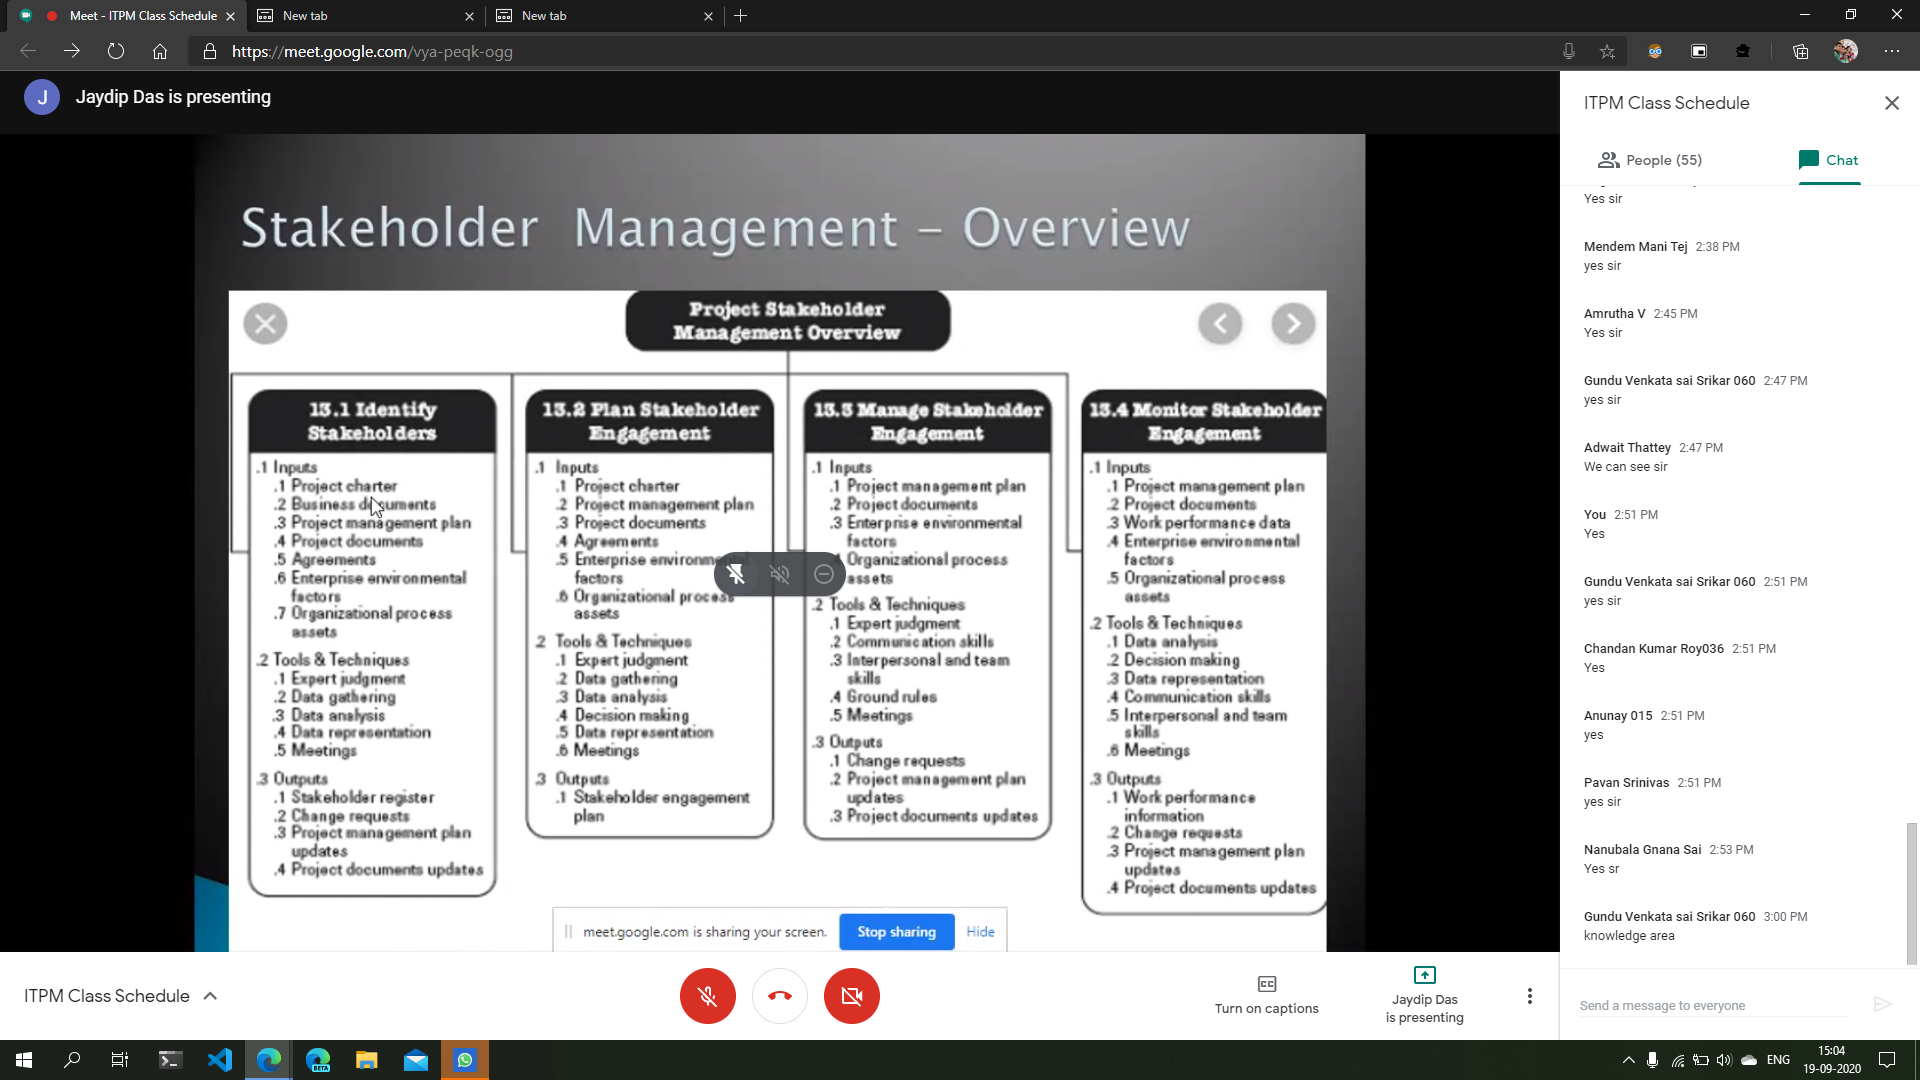 Meet - ITPM Class Schedule
New tab
New tab
https://meet.google.com/vya-peqk-ogg
J
Jaydip Das is presenting
Stakeholder Management - Overview
Project Stakeholder
Management Overview
13.1 Identify
Stakeholders
.1 Inputs
.1 Project charter
.2 Business documents
.3 Project management plan
.4 Project documents
.5 Agreements
.6 Enterprise environmental
factors
.7 Organizational process
assets
.2 Tools & Techniques
.1 Expert judgment
.2 Data gathering
.3 Data analysis
.4 Data representation
.5 Meetings
.3 Outputs
.1 Stakeholder register
.2 Change requests
.3 Project management plan
updates
.4 Project documents updates
13.2 Plan Stakeholder
Engagement
.1 Inputs
.1 Project charter
.2 Project management plan
.3 Project documents
.4 Agreements
.5 Enterprise environmental
factors
.6 Organizational process
assets
.2 Tools & Techniques
.1 Expert judgment
.2 Data gathering
.3 Data analysis
.4 Decision making
.5 Data representation
.6 Meetings
.3 Outputs
.1 Stakeholder engagement
plan
13.3 Manage Stakeholder
Engagement
.1 Inputs
.1 Project management plan
.2 Project documents
.3 Enterprise environmental
factors
.4 Organizational process
assets
.2 Tools & Techniques
.1 Expert judgment
.2 Communication skills
.3 Interpersonal and team
skills
.4 Ground rules
.5 Meetings
.3 Outputs
.1 Change requests
.2 Project management plan
updates
.3 Project documents updates
13.4 Monitor Stakeholder
Engagement
.1 Inputs
.1 Project management plan
.2 Project documents
.3 Work performance data
.4 Enterprise environmental
factors
.5 Organizational process
assets
.2 Tools & Techniques
.1 Data analysis
.2 Decision making
.3 Data representation
.4 Communication skills
.5 Interpersonal and team
skills
.6 Meetings
.3 Outputs
.1 Work performance
information
.2 Change requests
.3 Project management plan
updates
.4 Project documents updates
meet.google.com is sharing your screen.
Stop sharing
Hide
ITPM Class Schedule
Turn on captions
Jaydip Das
is presenting
ITPM Class Schedule
People (55)
Chat
Yes sir
Mendem Mani Tej 2:38 PM
yes sir
Amrutha V 2:45 PM
Yes sir
Gundu Venkata sai Srikar 060 2:47 PM
yes sir
Adwait Thattey 2:47 PM
We can see sir
You 2:51 PM
Yes
Gundu Venkata sai Srikar 060 2:51 PM
yes sir
Chandan Kumar Roy036 2:51 PM
Yes
Anunay 015 2:51 PM
yes
Pavan Srinivas 2:51 PM
yes sir
Nanubala Gnana Sai 2:53 PM
Yes sr
Gundu Venkata sai Srikar 060 3:00 PM
knowledge area
Send a message to everyone
BETA
ENG
15:04
19-09-2020